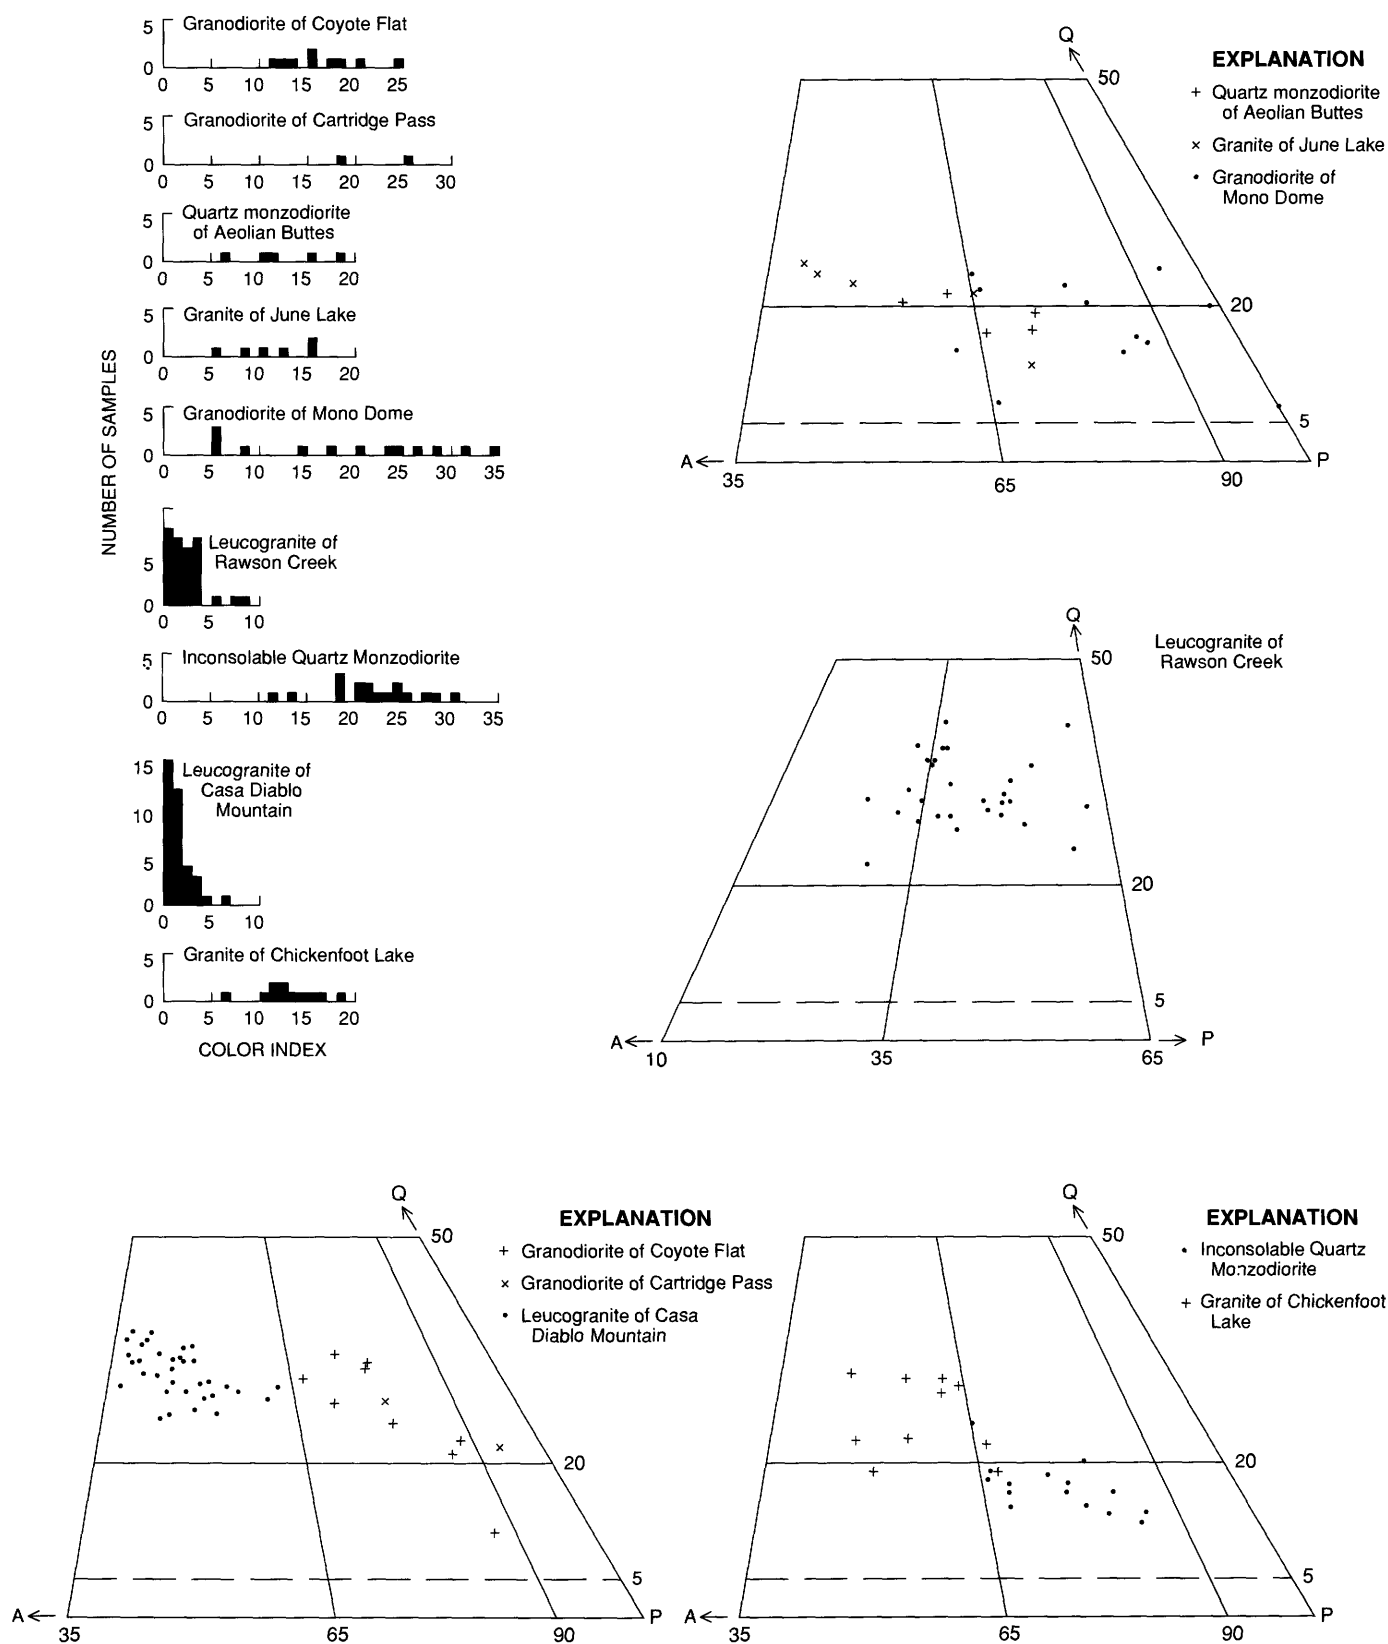 NUMBER OF SAMPLES
5 Granodiorite of Coyote Flat
0
0 5 10 15 20 25
5 Granodiorite of Cartridge Pass
0
0 5 10 15 20 25 30
5 Quartz monzodiorite
of Aeolian Buttes
0
0 5 10 15 20
5 Granite of June Lake
0
0 5 10 15 20
5 Granodiorite of Mono Dome
0
0 5 10 15 20 25 30 35
Leucogranite of
5 Rawson Creek
0
0 5 10
5 Inconsolable Quartz Monzodiorite
0
0 5 10 15 20 25 30 35
15 Leucogranite of
Casa Diablo
10 Mountain
5
0
0 5 10
5 Granite of Chickenfoot Lake
0
0 5 10 15 20
COLOR INDEX
Q
50
EXPLANATION
+ Quartz monzodiorite
of Aeolian Buttes
× Granite of June Lake
• Granodiorite of
Mono Dome
20
5
A P
35 65 90
Q
50
Leucogranite of
Rawson Creek
20
5
A P
10 35 65
Q
50
EXPLANATION
+ Granodiorite of Coyote Flat
× Granodiorite of Cartridge Pass
• Leucogranite of Casa
Diablo Mountain
20
5
A P
35 65 90
Q
50
EXPLANATION
• Inconsolable Quartz
Monzodiorite
+ Granite of Chickenfoot
Lake
20
5
A P
35 65 90